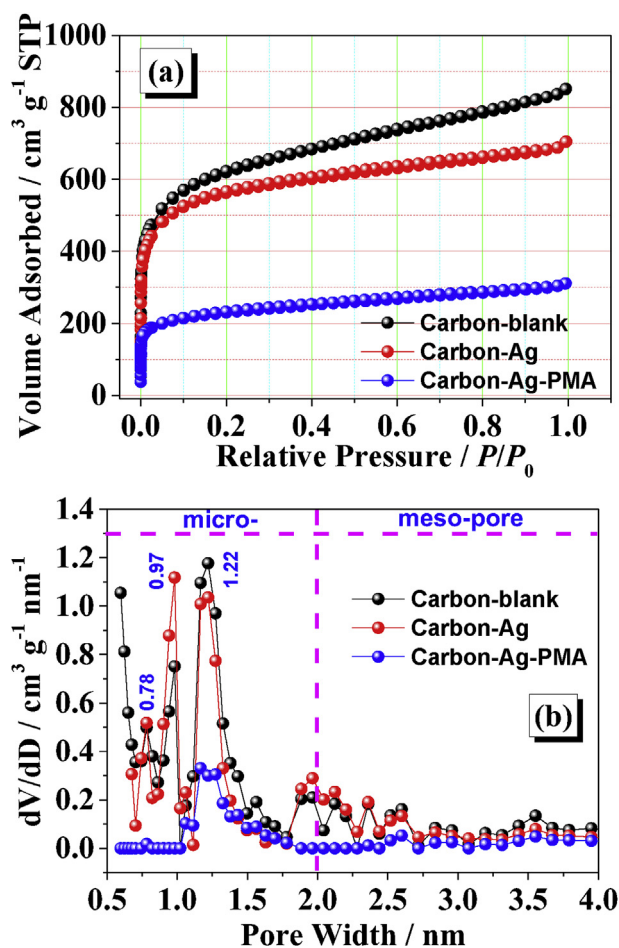 (a)
1000
800
600
400
200
0
Volume Adsorbed / cm³ g⁻¹ STP
Carbon-blank
Carbon-Ag
Carbon-Ag-PMA
0.0 0.2 0.4 0.6 0.8 1.0
Relative Pressure / P/P₀
1.4
1.2
1.0
0.8
0.6
0.4
0.2
0.0
dV/dD / cm³ g⁻¹ nm⁻¹
micro- meso-pore
0.78
0.97
1.22
Carbon-blank
Carbon-Ag
Carbon-Ag-PMA
(b)
0.5 1.0 1.5 2.0 2.5 3.0 3.5 4.0
Pore Width / nm